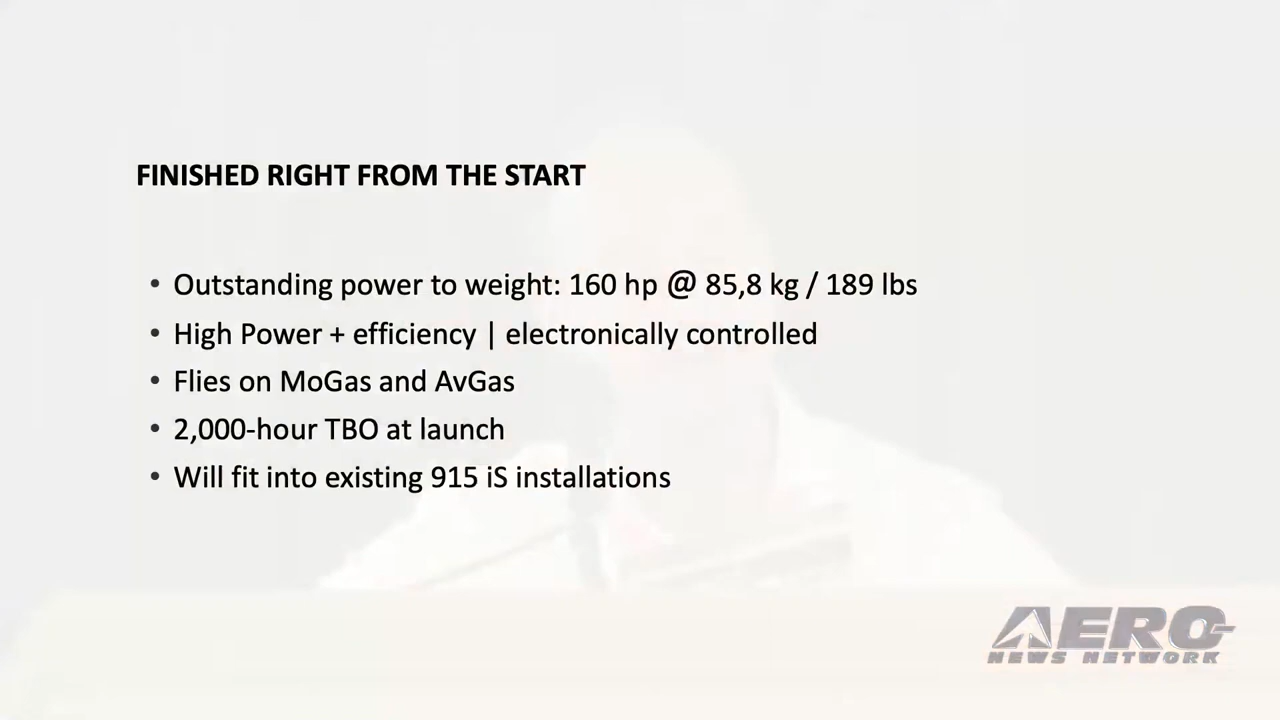 FINISHED RIGHT FROM THE START
• Outstanding power to weight: 160 hp @ 85,8 kg / 189 lbs
• High Power + efficiency | electronically controlled
• Flies on MoGas and AvGas
• 2,000-hour TBO at launch
• Will fit into existing 915 iS installations
AERO-
NEWS NETWORK